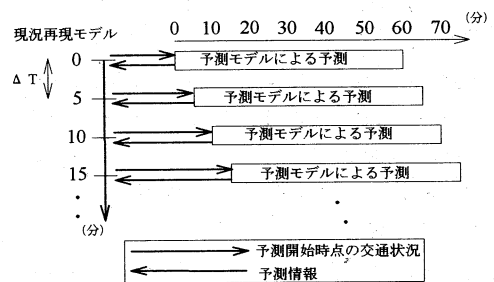 (分)
0 10 20 30 40 50 60 70
現況再現モデル
0 予測モデルによる予測
Δ T
5 予測モデルによる予測
10 予測モデルによる予測
15 予測モデルによる予測
(分)
予測開始時点の交通状況
予測情報